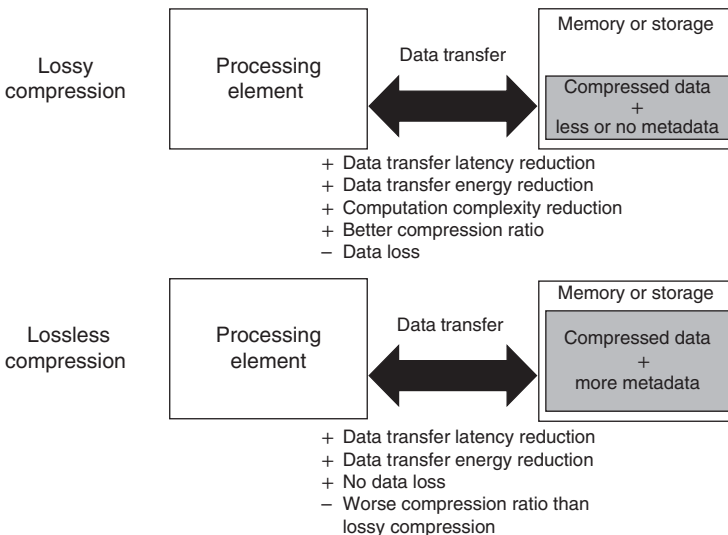 Lossy
compression
Processing
element
Data transfer
Memory or storage
Compressed data
+
less or no metadata
+ Data transfer latency reduction
+ Data transfer energy reduction
+ Computation complexity reduction
+ Better compression ratio
− Data loss
Lossless
compression
Processing
element
Data transfer
Memory or storage
Compressed data
+
more metadata
+ Data transfer latency reduction
+ Data transfer energy reduction
+ No data loss
− Worse compression ratio than
lossy compression